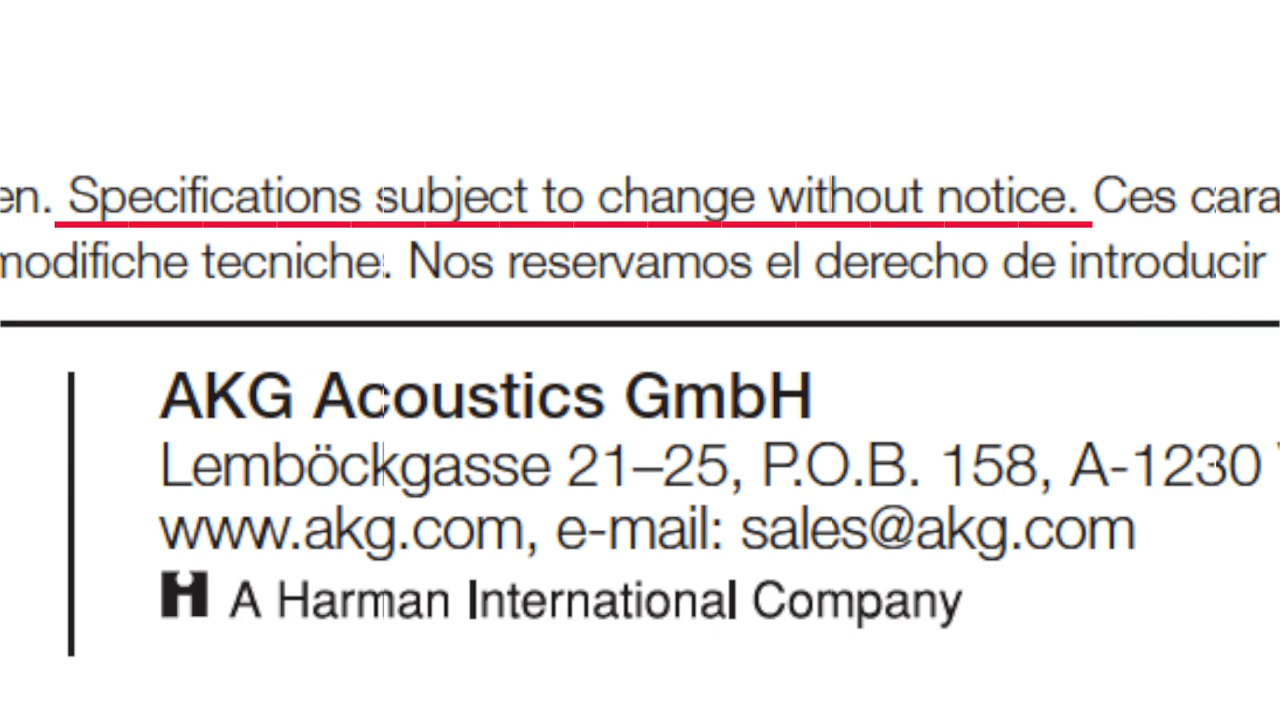 en. Specifications subject to change without notice. Ces cara
modifiche tecniche. Nos reservamos el derecho de introducir
AKG Acoustics GmbH
Lemböckgasse 21–25, P.O.B. 158, A-1230
www.akg.com, e-mail: sales@akg.com
A Harman International Company